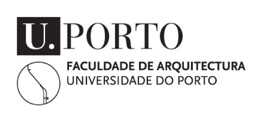 U. PORTO
FACULDADE DE ARQUITECTURA
UNIVERSIDADE DO PORTO